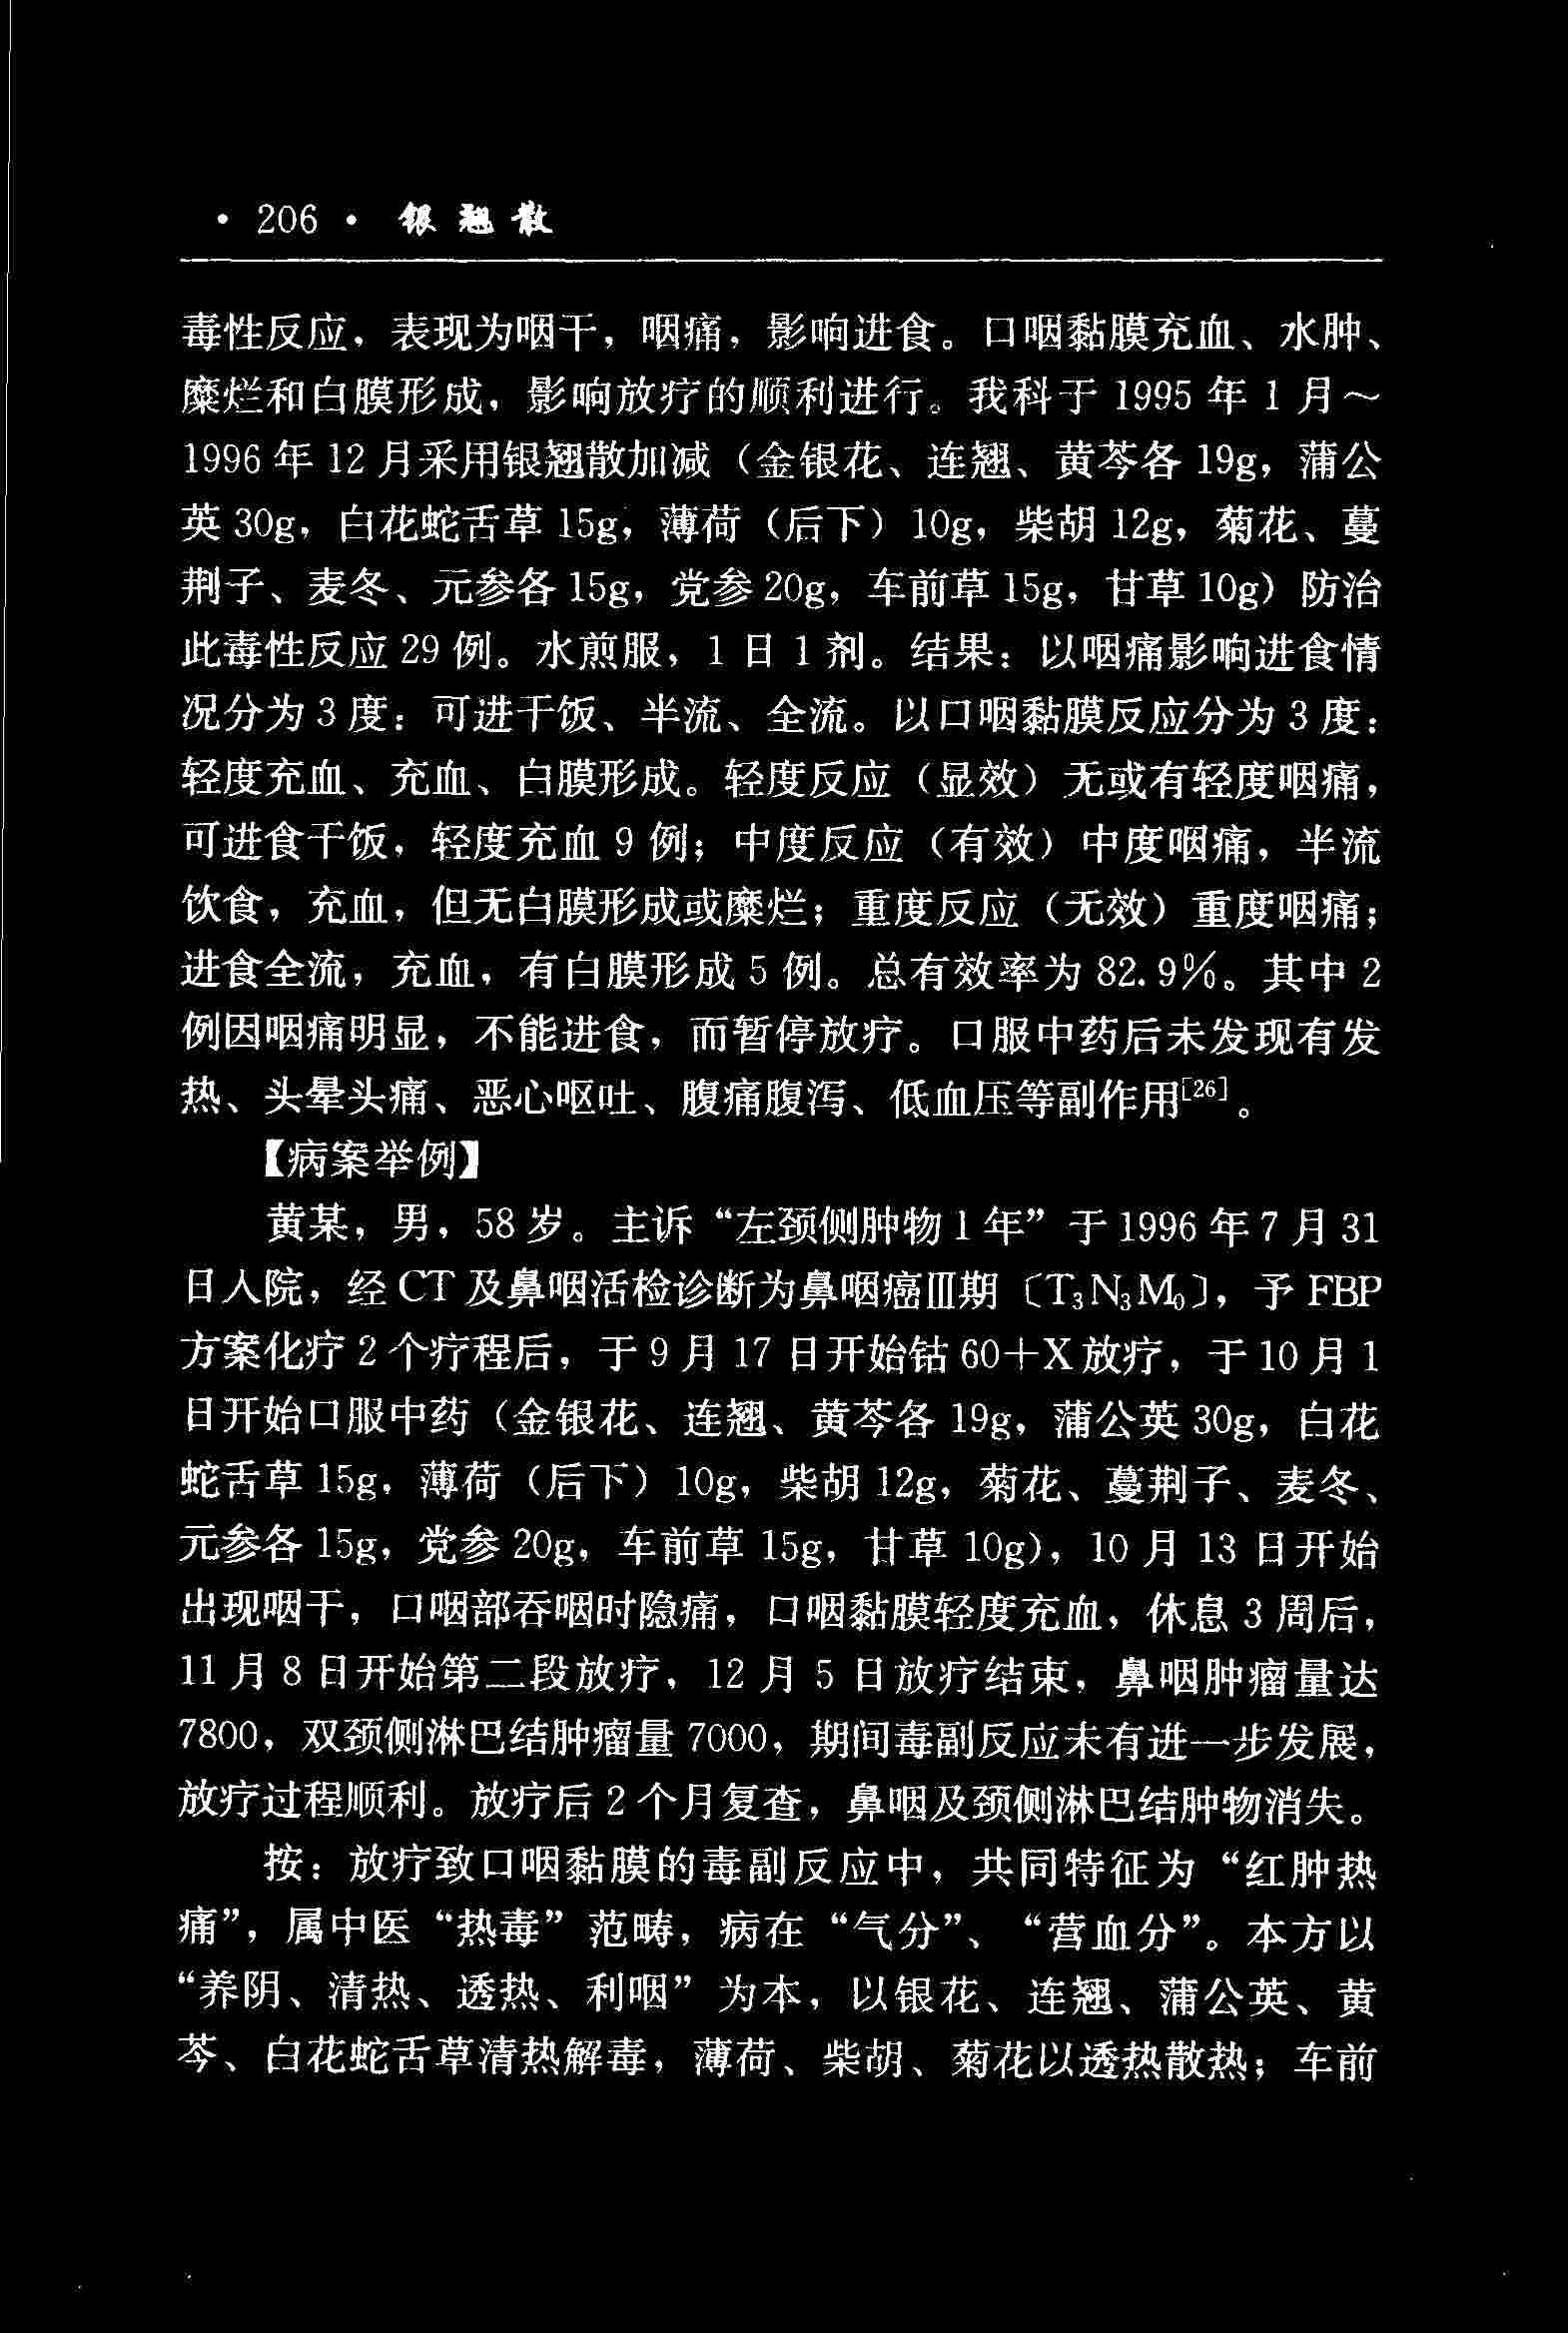 · 206 · 银翘散
毒性反应，表现为咽干，咽痛，影响进食。口咽黏膜充血、水肿、
糜烂和白膜形成，影响放疗的顺利进行。我科于 1995 年 1 月～
1996 年 12 月采用银翘散加减（金银花、连翘、黄芩各 19g，蒲公
英 30g，白花蛇舌草 15g，薄荷（后下）10g，柴胡 12g，菊花、蔓
荆子、麦冬、元参各 15g，党参 20g，车前草 15g，甘草 10g）防治
此毒性反应 29 例。水煎服，1 日 1 剂。结果：以咽痛影响进食情
况分为 3 度：可进干饭、半流、全流。以口咽黏膜反应分为 3 度：
轻度充血、充血、白膜形成。轻度反应（显效）无或有轻度咽痛，
可进食干饭，轻度充血 9 例；中度反应（有效）中度咽痛，半流
饮食，充血，但无白膜形成或糜烂；重度反应（无效）重度咽痛；
进食全流，充血，有白膜形成 5 例。总有效率为 82.9%。其中 2
例因咽痛明显，不能进食，而暂停放疗。口服中药后未发现有发
热、头晕头痛、恶心呕吐、腹痛腹泻、低血压等副作用[26]。
【病案举例】
黄某，男，58 岁。主诉“左颈侧肿物 1 年”于 1996 年 7 月 31
日入院，经 CT 及鼻咽活检诊断为鼻咽癌Ⅲ期〔T₃N₃M₀〕，予 FBP
方案化疗 2 个疗程后，于 9 月 17 日开始钴 60＋X 放疗，于 10 月 1
日开始口服中药（金银花、连翘、黄芩各 19g，蒲公英 30g，白花
蛇舌草 15g，薄荷（后下）10g，柴胡 12g，菊花、蔓荆子、麦冬、
元参各 15g，党参 20g，车前草 15g，甘草 10g），10 月 13 日开始
出现咽干，口咽部吞咽时隐痛，口咽黏膜轻度充血，休息 3 周后，
11 月 8 日开始第二段放疗，12 月 5 日放疗结束，鼻咽肿瘤量达
7800，双颈侧淋巴结肿瘤量 7000，期间毒副反应未有进一步发展，
放疗过程顺利。放疗后 2 个月复查，鼻咽及颈侧淋巴结肿物消失。
按：放疗致口咽黏膜的毒副反应中，共同特征为“红肿热
痛”，属中医“热毒”范畴，病在“气分”、“营血分”。本方以
“养阴、清热、透热、利咽”为本，以银花、连翘、蒲公英、黄
芩、白花蛇舌草清热解毒，薄荷、柴胡、菊花以透热散热；车前